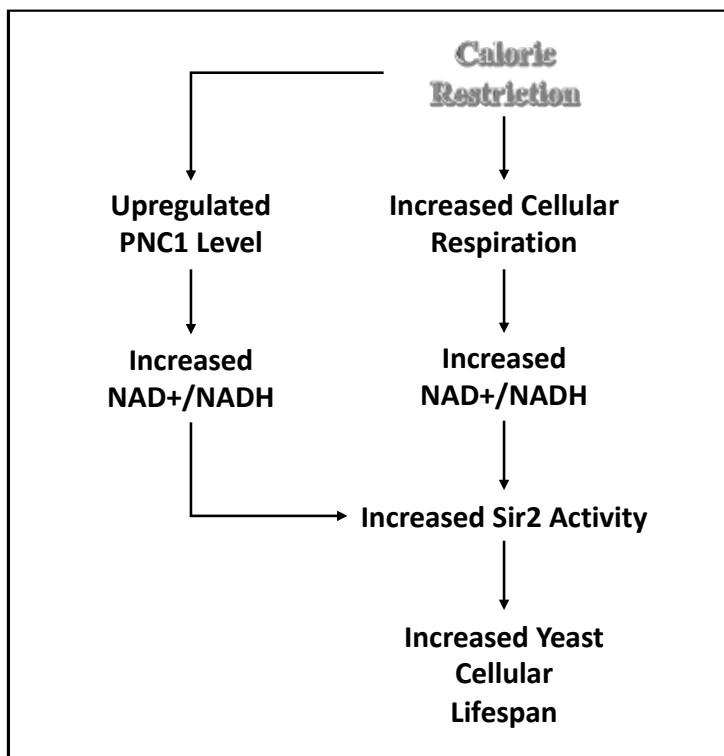 Caloric
Restriction
Upregulated
PNC1 Level
Increased Cellular
Respiration
Increased
NAD+/NADH
Increased
NAD+/NADH
Increased Sir2 Activity
Increased Yeast
Cellular
Lifespan